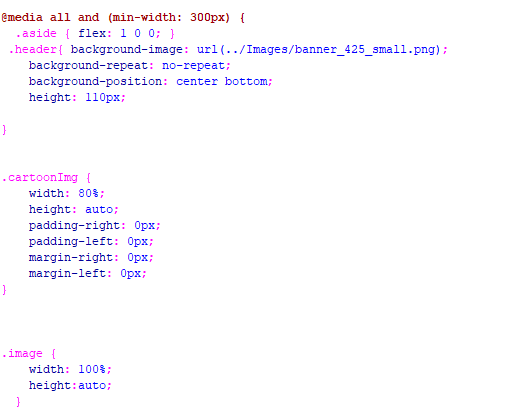 @media all and (min-width: 300px) {
  .aside { flex: 1 0 0; }
 .header{ background-image: url(../Images/banner_425_small.png);
    background-repeat: no-repeat;
    background-position: center bottom;
    height: 110px;
}
.cartoonImg {
    width: 80%;
    height: auto;
    padding-right: 0px;
    padding-left: 0px;
    margin-right: 0px;
    margin-left: 0px;
}
.image {
    width: 100%;
    height:auto;
  }